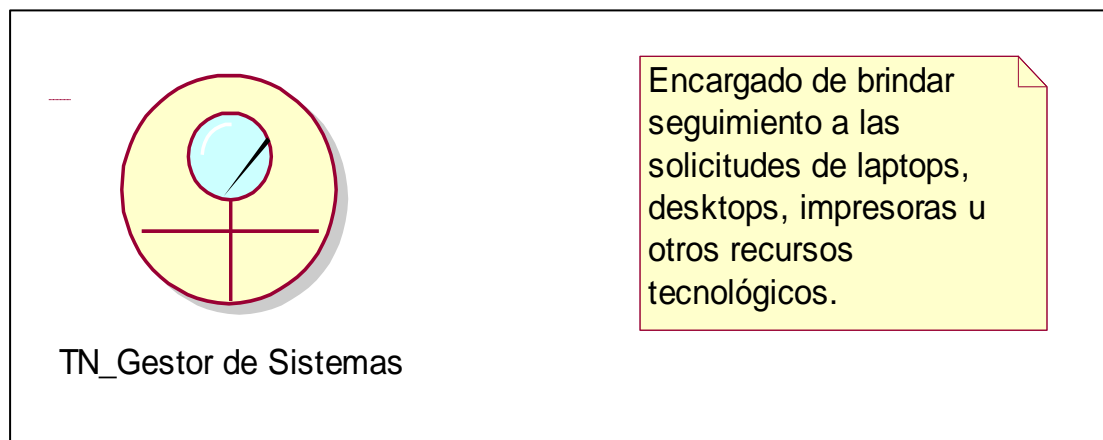 Encargado de brindar
seguimiento a las
solicitudes de laptops,
desktops, impresoras u
otros recursos
tecnológicos.
TN_Gestor de Sistemas